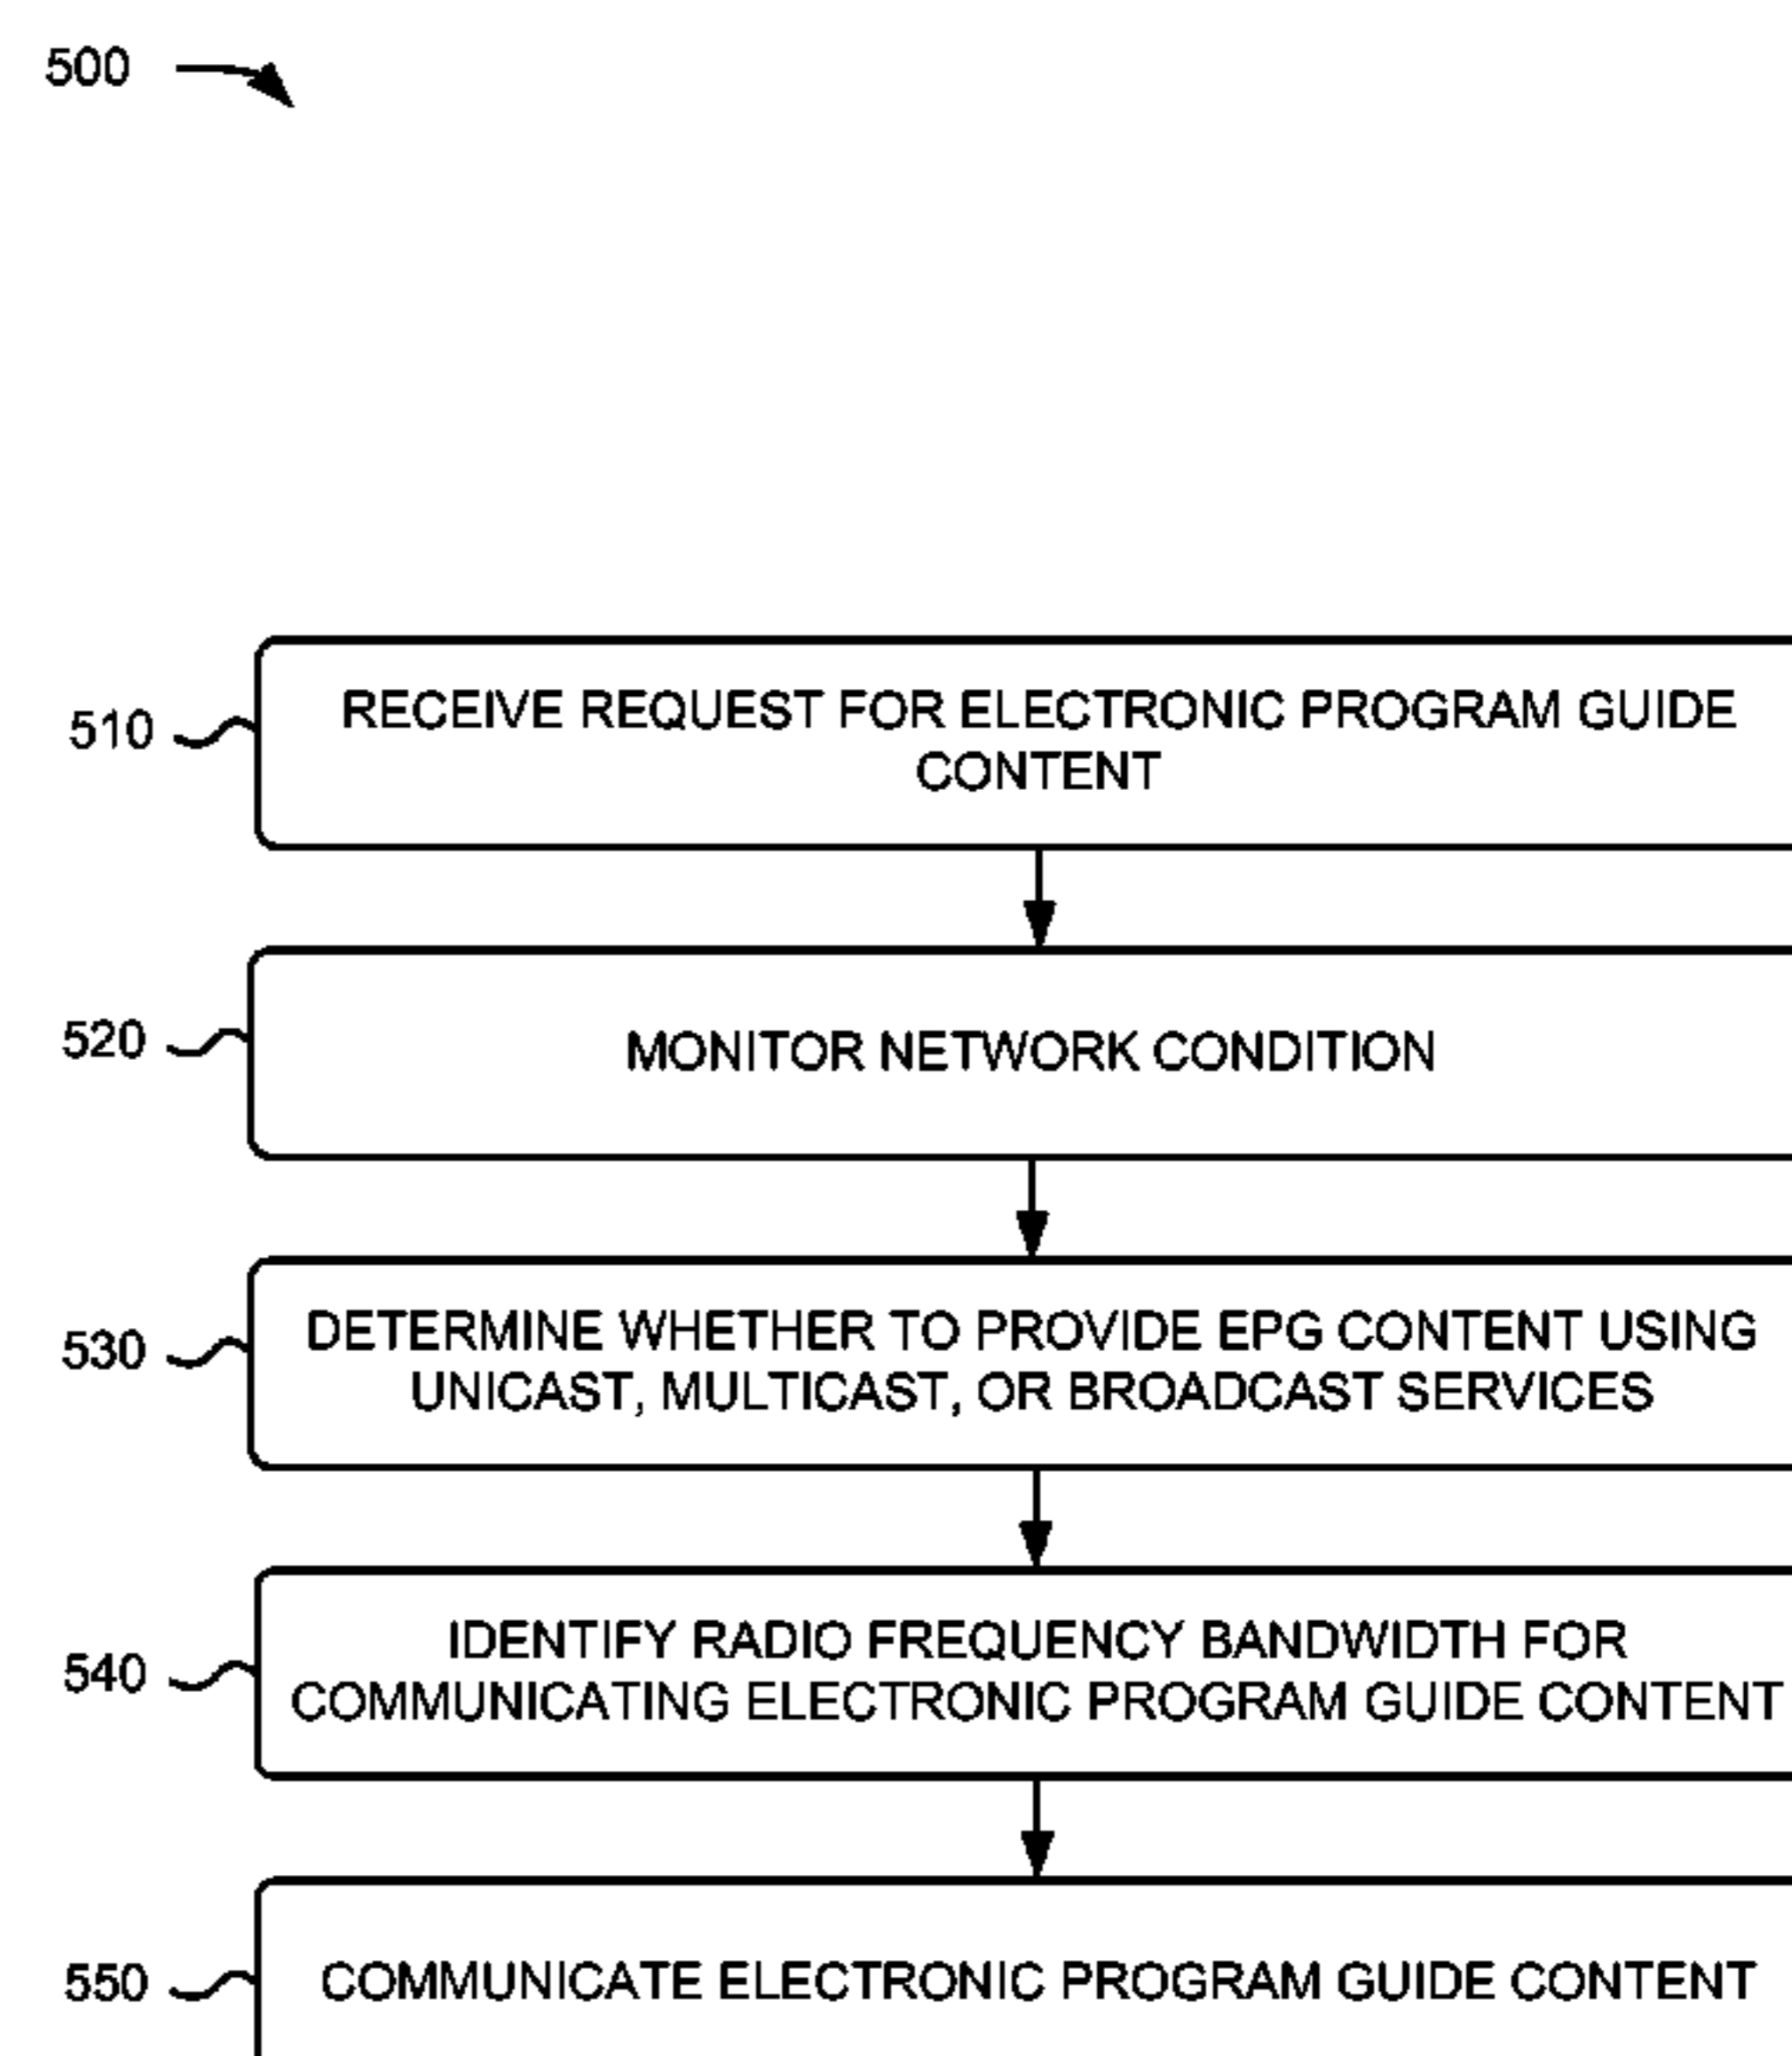 500
510
RECEIVE REQUEST FOR ELECTRONIC PROGRAM GUIDE
CONTENT
520
MONITOR NETWORK CONDITION
530
DETERMINE WHETHER TO PROVIDE EPG CONTENT USING
UNICAST, MULTICAST, OR BROADCAST SERVICES
540
IDENTIFY RADIO FREQUENCY BANDWIDTH FOR
COMMUNICATING ELECTRONIC PROGRAM GUIDE CONTENT
550
COMMUNICATE ELECTRONIC PROGRAM GUIDE CONTENT